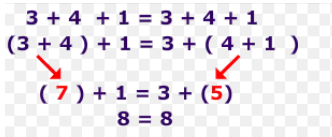 3 + 4 + 1 = 3 + 4 + 1
(3 + 4 ) + 1 = 3 + ( 4 + 1 )
( 7 ) + 1 = 3 + (5)
8 = 8